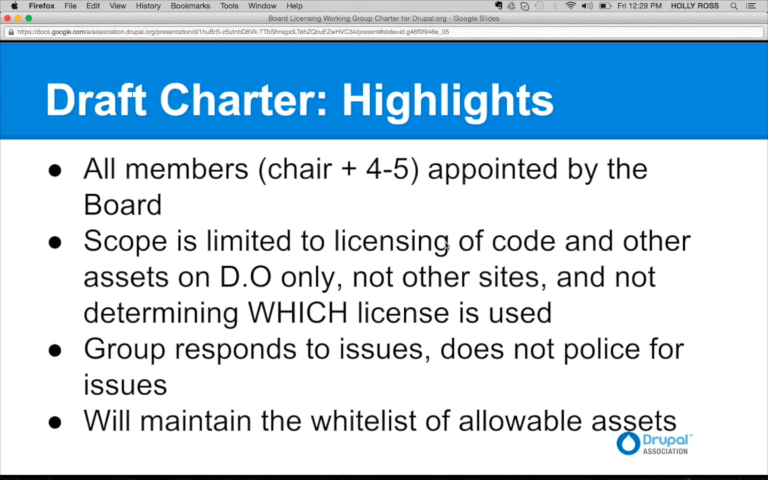 Firefox File Edit View History Bookmarks Tools Window Help Fri 12:29 PM HOLLY ROSS
Board Licensing Working Group Charter for Drupal.org - Google Slides
Draft Charter: Highlights
● All members (chair + 4-5) appointed by the
Board
● Scope is limited to licensing of code and other
assets on D.O only, not other sites, and not
determining WHICH license is used
● Group responds to issues, does not police for
issues
● Will maintain the whitelist of allowable assets
Drupal™
ASSOCIATION